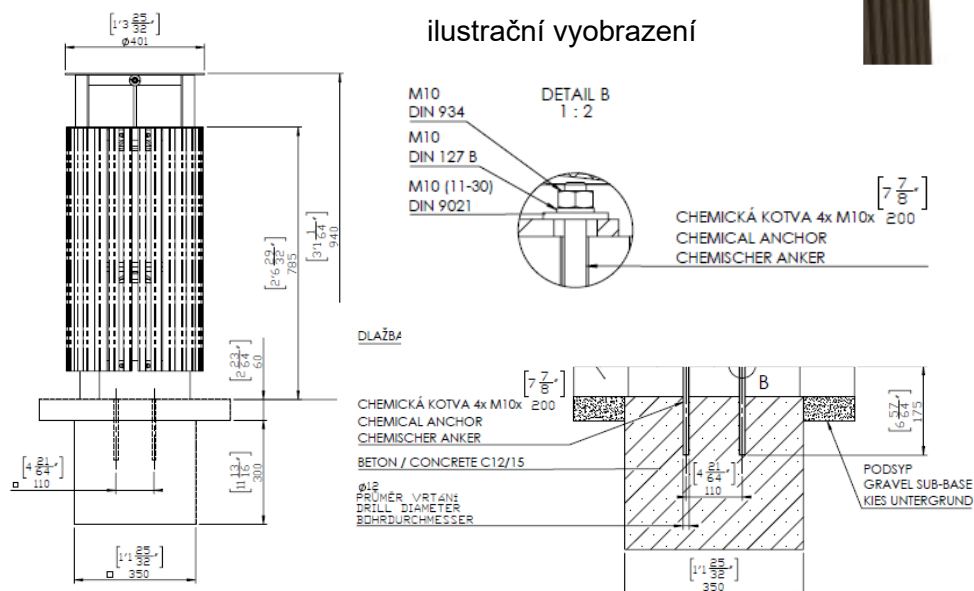 ilustrační vyobrazení
[1'3 25/32"]
ø401
[3'1 1/64"]
940
[2'6 29/32"]
785
[2 23/64"]
60
[4 21/64"]
□ 110
[11 13/16"]
300
[1'1 25/32"]
□ 350
M10
DIN 934
M10
DIN 127 B
M10 (11-30)
DIN 9021
DETAIL B
1 : 2
[7 7/8"]
CHEMICKÁ KOTVA 4x M10x 200
CHEMICAL ANCHOR
CHEMISCHER ANKER
DLAŽBA
[7 7/8"]
CHEMICKÁ KOTVA 4x M10x 200
CHEMICAL ANCHOR
CHEMISCHER ANKER
BETON / CONCRETE C12/15
ø12
PRŮMĚR VRTÁNÍ
DRILL DIAMETER
BOHRDURCHMESSER
B
[4 21/64"]
110
[6 57/64"]
175
PODSYP
GRAVEL SUB-BASE
KIES UNTERGRUND
[1'1 25/32"]
350